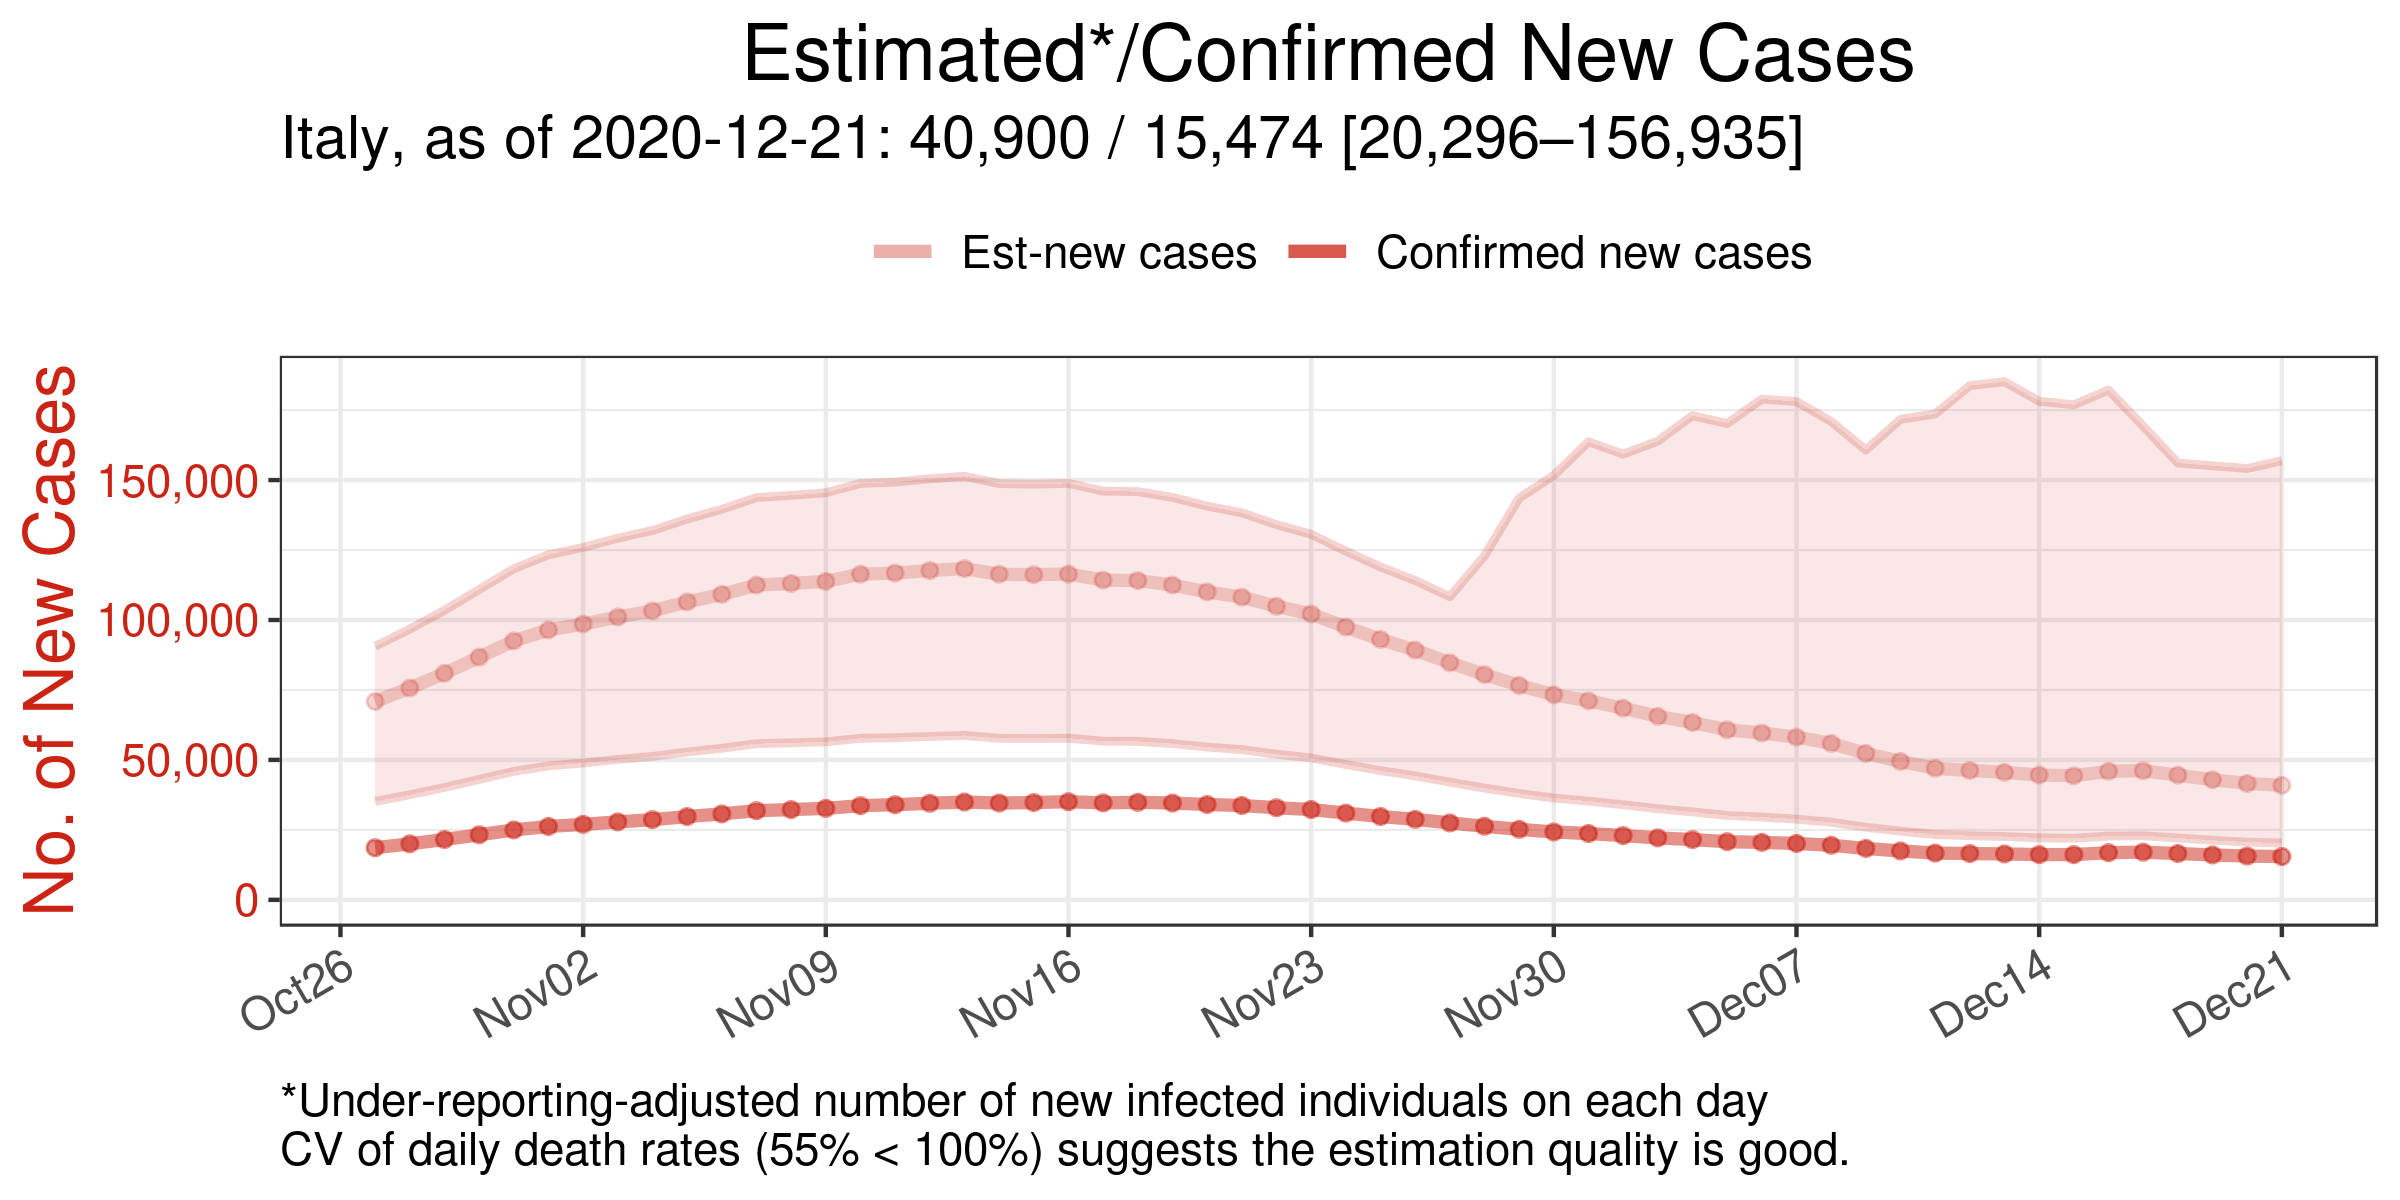 Estimated*/Confirmed New Cases
Italy, as of 2020-12-21: 40,900 / 15,474 [20,296–156,935]
Est-new cases
Confirmed new cases
No. of New Cases
150,000
100,000
50,000
0
Oct26
Nov02
Nov09
Nov16
Nov23
Nov30
Dec07
Dec14
Dec21
*Under-reporting-adjusted number of new infected individuals on each day
CV of daily death rates (55% < 100%) suggests the estimation quality is good.